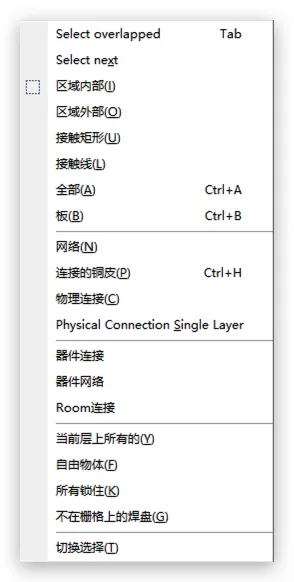 Select overlapped Tab
Select next
区域内部(I)
区域外部(O)
接触矩形(U)
接触线(L)
全部(A) Ctrl+A
板(B) Ctrl+B
网络(N)
连接的铜皮(P) Ctrl+H
物理连接(C)
Physical Connection Single Layer
器件连接
器件网络
Room连接
当前层上所有的(Y)
自由物体(F)
所有锁住(K)
不在栅格上的焊盘(G)
切换选择(T)